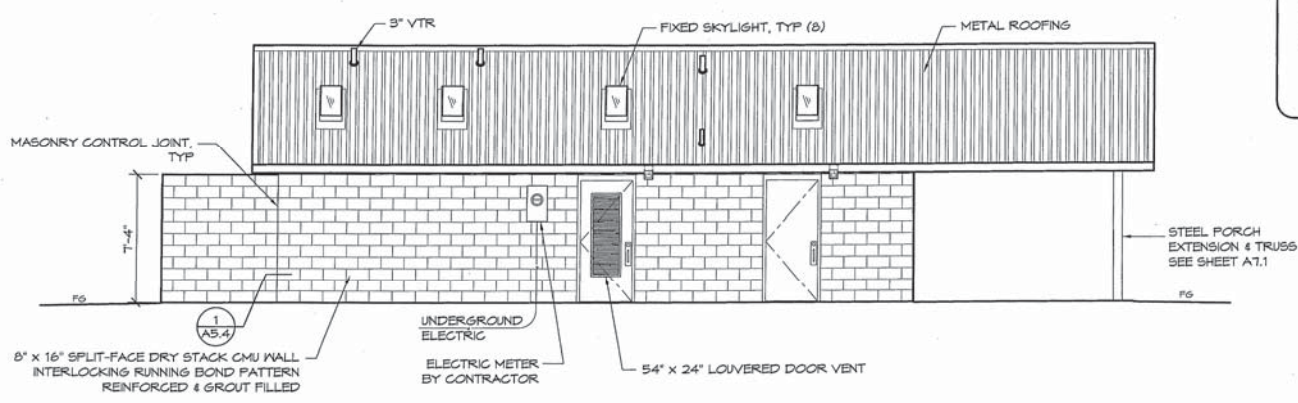 3" VTR
FIXED SKYLIGHT, TYP (8)
METAL ROOFING
MASONRY CONTROL JOINT,
TYP
7'-4"
STEEL PORCH
EXTENSION & TRUSS
SEE SHEET A7.1
FG
FG
1
A5.4
UNDERGROUND
ELECTRIC
8" x 16" SPLIT-FACE DRY STACK CMU WALL
INTERLOCKING RUNNING BOND PATTERN
REINFORCED & GROUT FILLED
ELECTRIC METER
BY CONTRACTOR
54" x 24" LOUVERED DOOR VENT